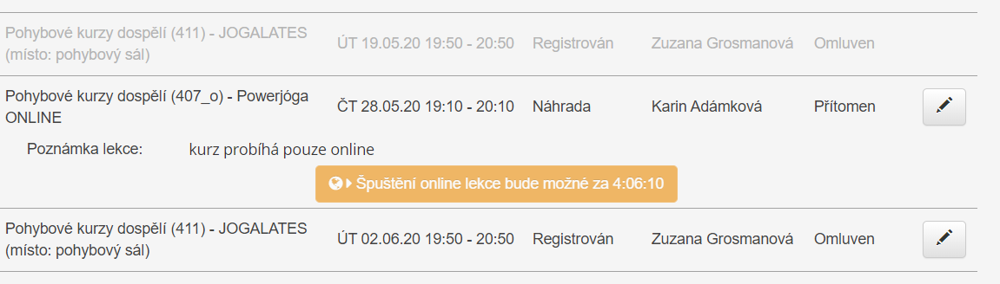 Pohybové kurzy dospělí (411) - JOGALATES
(místo: pohybový sál)
ÚT 19.05.20 19:50 - 20:50
Registrován
Zuzana Grosmanová
Omluven
Pohybové kurzy dospělí (407_o) - Powerjóga
ONLINE
ČT 28.05.20 19:10 - 20:10
Náhrada
Karin Adámková
Přítomen
Poznámka lekce:
kurz probíhá pouze online
Špuštění online lekce bude možné za 4:06:10
Pohybové kurzy dospělí (411) - JOGALATES
(místo: pohybový sál)
ÚT 02.06.20 19:50 - 20:50
Registrován
Zuzana Grosmanová
Omluven